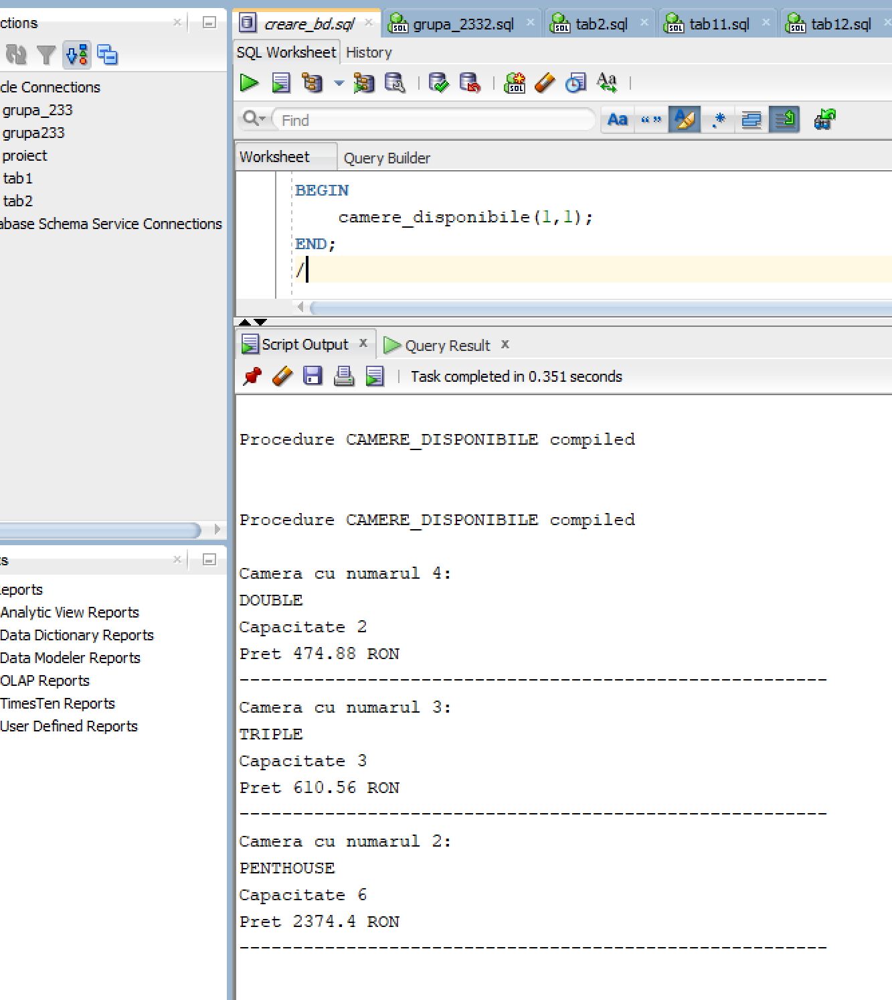 ctions
cle Connections
grupa_233
grupa233
proiect
tab1
tab2
abase Schema Service Connections
ts
eports
Analytic View Reports
Data Dictionary Reports
Data Modeler Reports
OLAP Reports
TimesTen Reports
User Defined Reports
creare_bd.sql
grupa_2332.sql
tab2.sql
tab11.sql
tab12.sql
SQL Worksheet History
Find
Aa “ ” .*
Worksheet Query Builder
BEGIN
camere_disponibile(1,1);
END;
/
Script Output x Query Result x
Task completed in 0.351 seconds
Procedure CAMERE_DISPONIBILE compiled
Procedure CAMERE_DISPONIBILE compiled
Camera cu numarul 4:
DOUBLE
Capacitate 2
Pret 474.88 RON
-------------------------------------------------------
Camera cu numarul 3:
TRIPLE
Capacitate 3
Pret 610.56 RON
-------------------------------------------------------
Camera cu numarul 2:
PENTHOUSE
Capacitate 6
Pret 2374.4 RON
-------------------------------------------------------